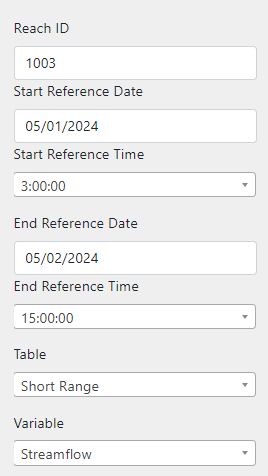 Reach ID
1003
Start Reference Date
05/01/2024
Start Reference Time
3:00:00
End Reference Date
05/02/2024
End Reference Time
15:00:00
Table
Short Range
Variable
Streamflow